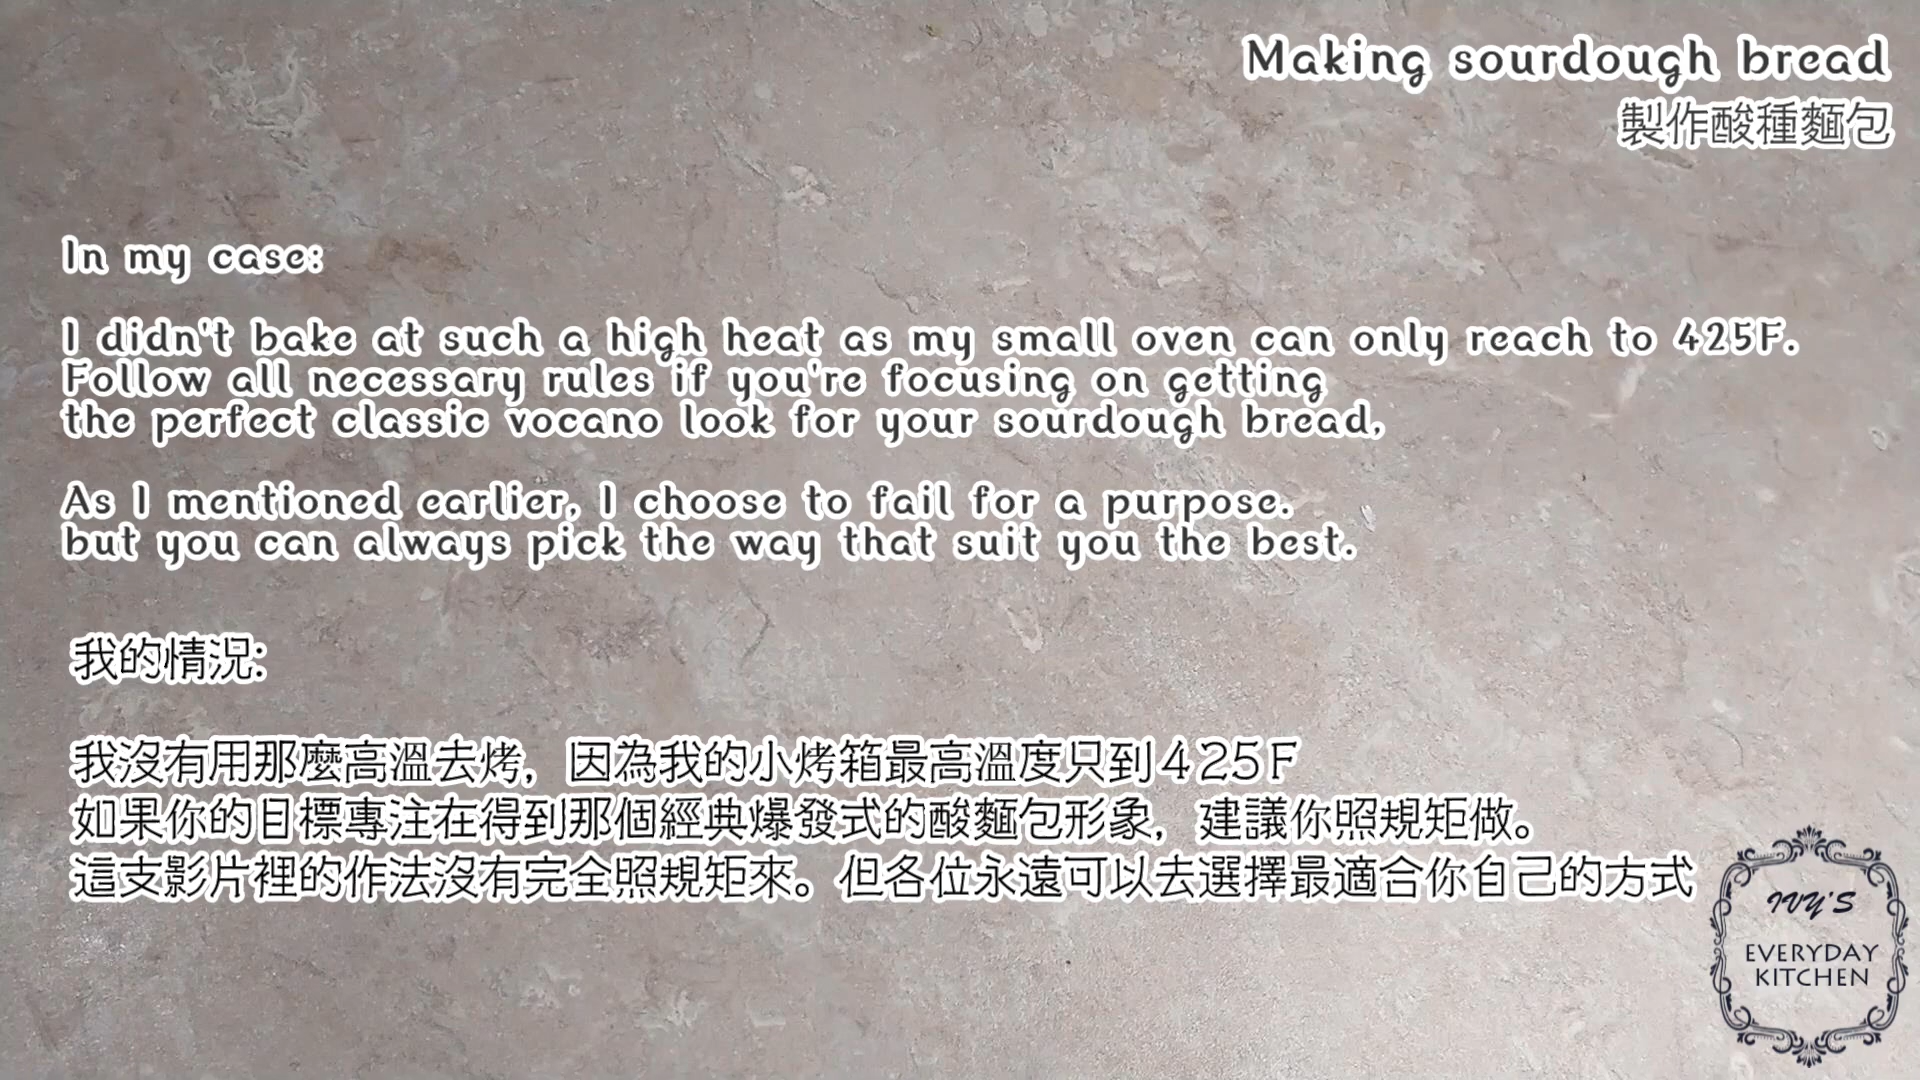 Making sourdough bread
製作酸種麵包
In my case:
I didn't bake at such a high heat as my small oven can only reach to 425F.
Follow all necessary rules if you're focusing on getting
the perfect classic vocano look for your sourdough bread,
As I mentioned earlier, I choose to fail for a purpose.
but you can always pick the way that suit you the best.
我的情況:
我沒有用那麼高溫去烤，因為我的小烤箱最高溫度只到425F
如果你的目標專注在得到那個經典爆發式的酸麵包形象，建議你照規矩做。
這支影片裡的作法沒有完全照規矩來。但各位永遠可以去選擇最適合你自己的方式
IVY'S
EVERYDAY
KITCHEN